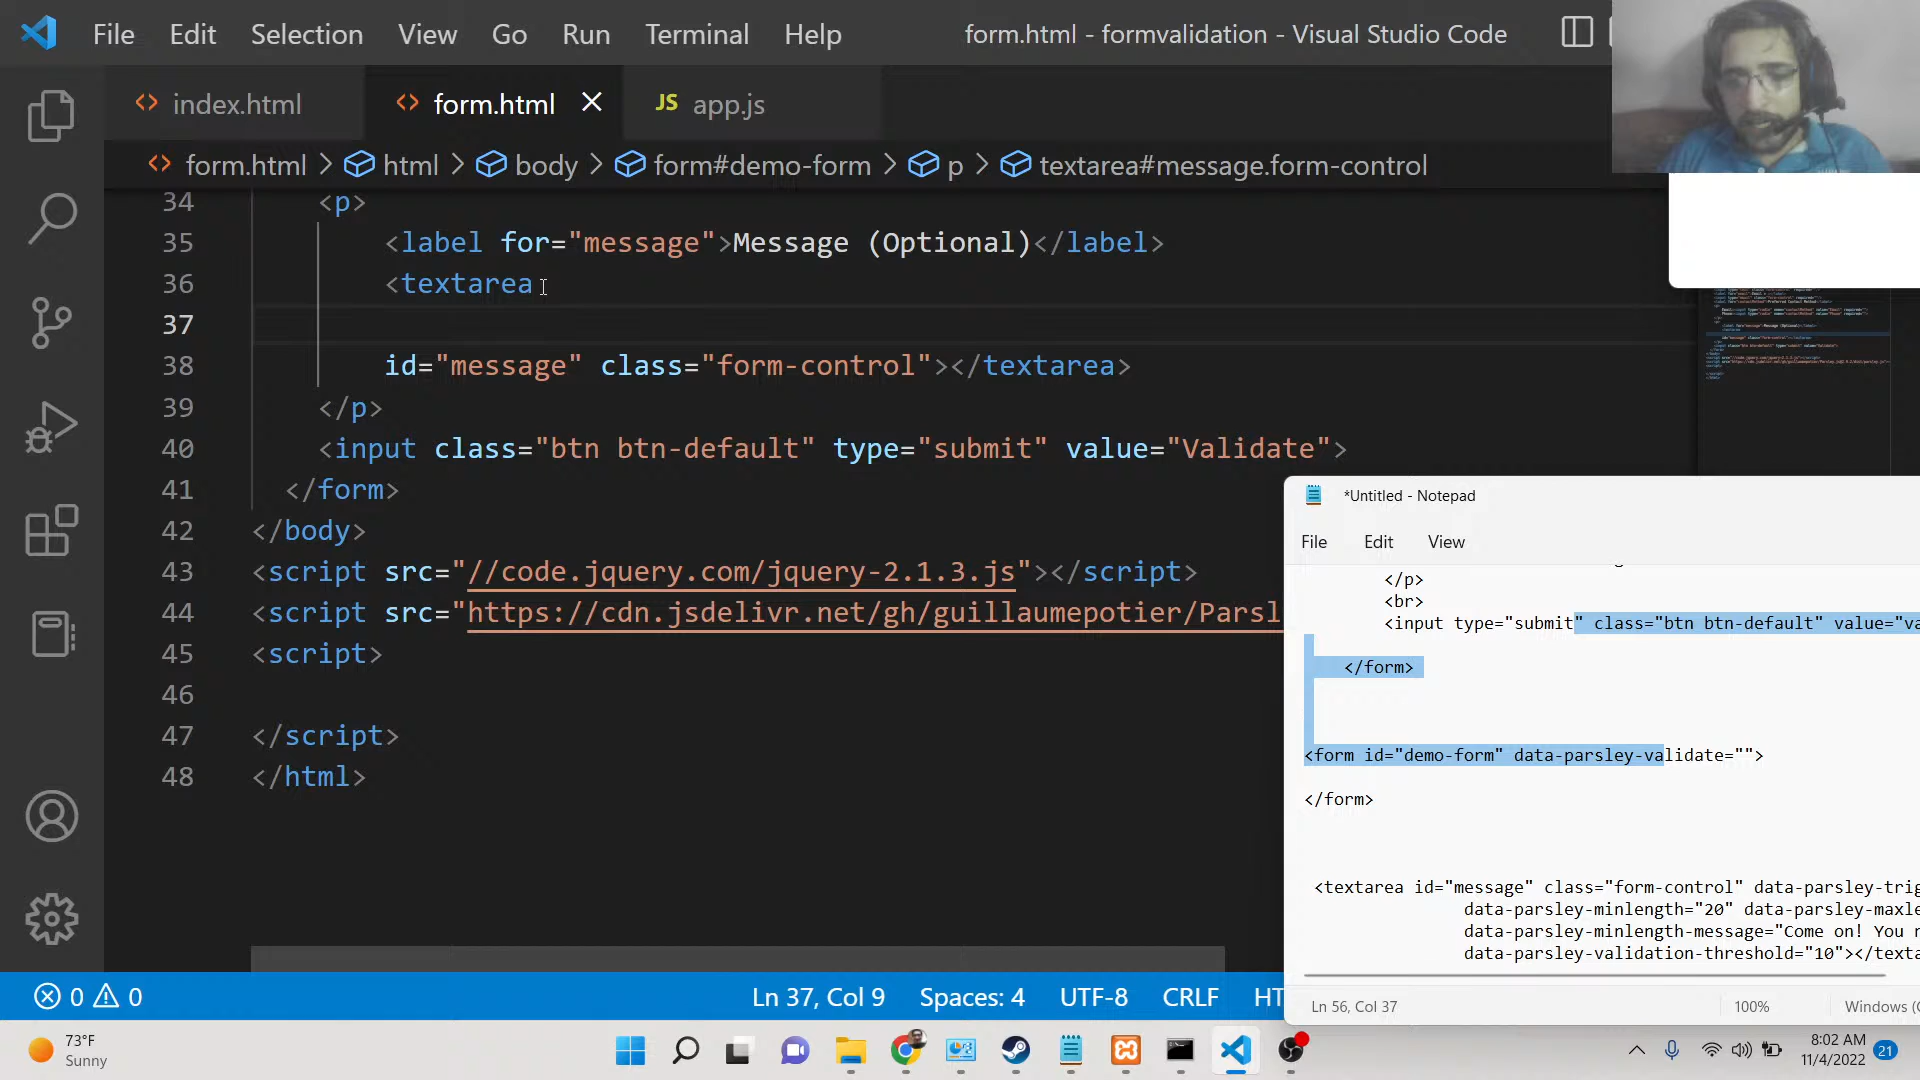 File Edit Selection View Go Run Terminal Help form.html - formvalidation - Visual Studio Code
index.html form.html JS app.js
form.html > html > body > form#demo-form > p > textarea#message.form-control
34 <p>
35 <label for="message">Message (Optional)</label>
36 <textarea
37
38 id="message" class="form-control"></textarea>
39 </p>
40 <input class="btn btn-default" type="submit" value="Validate">
41 </form>
42 </body>
43 <script src="//code.jquery.com/jquery-2.1.3.js"></script>
44 <script src="https://cdn.jsdelivr.net/gh/guillaumepotier/Parsl
45 <script>
46
47 </script>
48 </html>
*Untitled - Notepad
File Edit View
</p>
<br>
<input type="submit" class="btn btn-default" value="va
</form>
<form id="demo-form" data-parsley-validate="">
</form>
<textarea id="message" class="form-control" data-parsley-trig
data-parsley-minlength="20" data-parsley-maxle
data-parsley-minlength-message="Come on! You n
data-parsley-validation-threshold="10"></texta
Ln 56, Col 37 100% Windows (C
0 0 Ln 37, Col 9 Spaces: 4 UTF-8 CRLF HT
73°F
Sunny
8:02 AM
11/4/2022 21